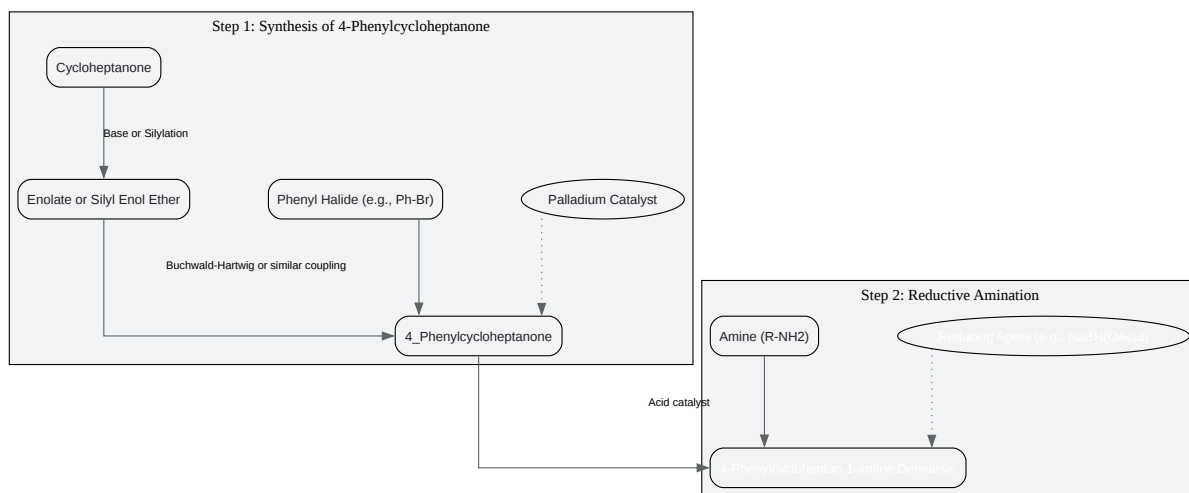 Step 1: Synthesis of 4-Phenylcycloheptanone
Cycloheptanone
Base or Silylation
Enolate or Silyl Enol Ether
Phenyl Halide (e.g., Ph-Br)
Palladium Catalyst
Buchwald-Hartwig or similar coupling
4_Phenylcycloheptanone
Step 2: Reductive Amination
Amine (R-NH2)
Reducing Agent (e.g., NaBH(OAc)3)
Acid catalyst
4-Phenylcycloheptan-1-amine Derivative